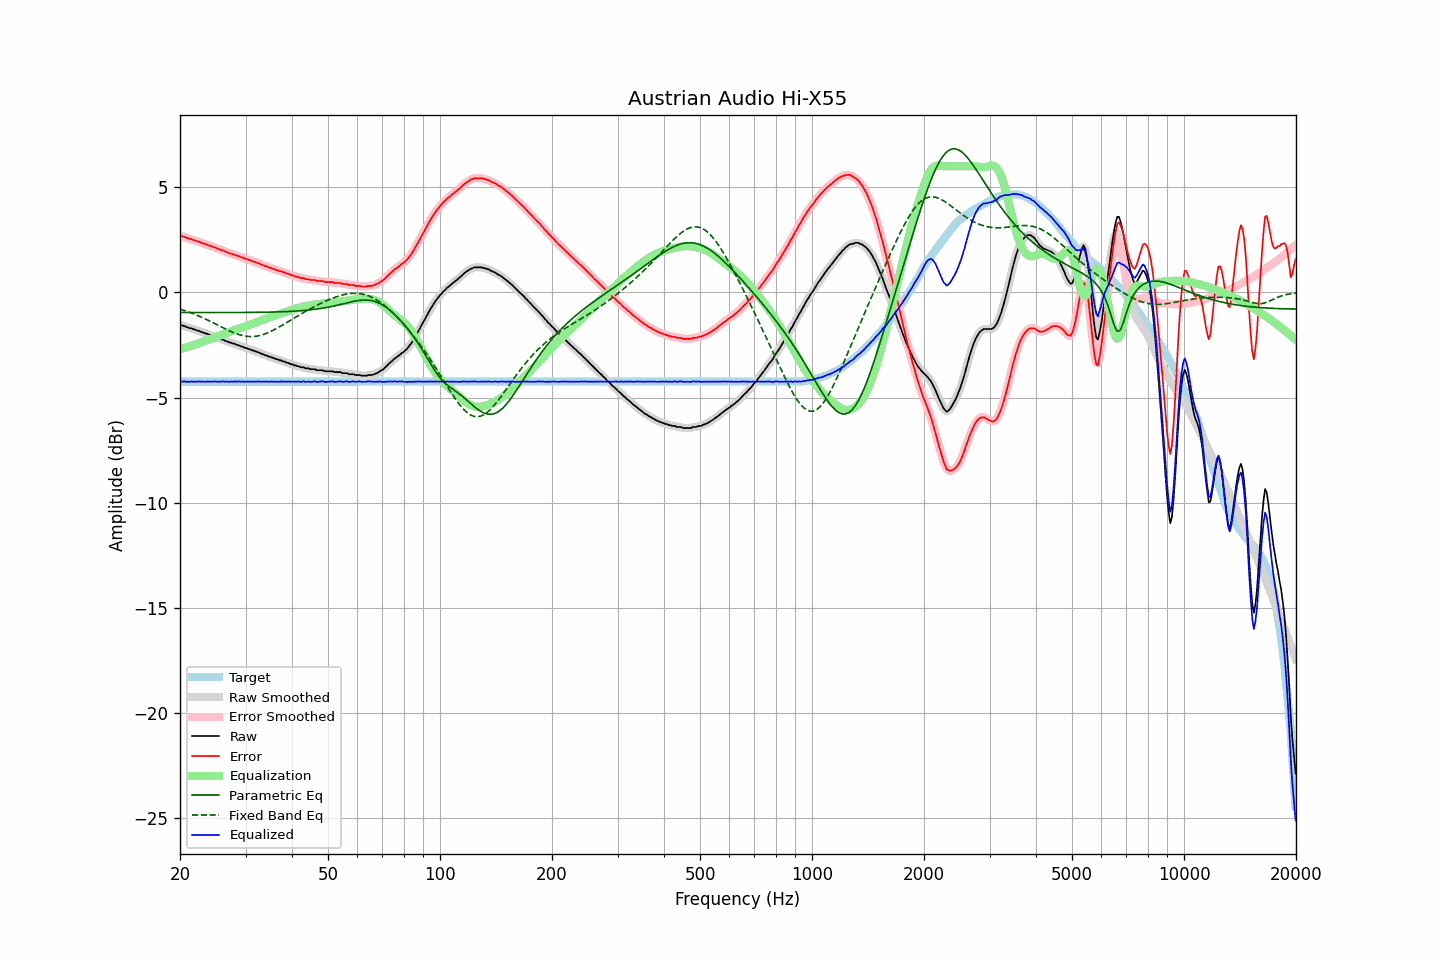 Austrian Audio Hi-X55
Amplitude (dBr)
5
0
−5
−10
−15
−20
−25
Target
Raw Smoothed
Error Smoothed
Raw
Error
Equalization
Parametric Eq
Fixed Band Eq
Equalized
20 50 100 200 500 1000 2000 5000 10000 20000
Frequency (Hz)